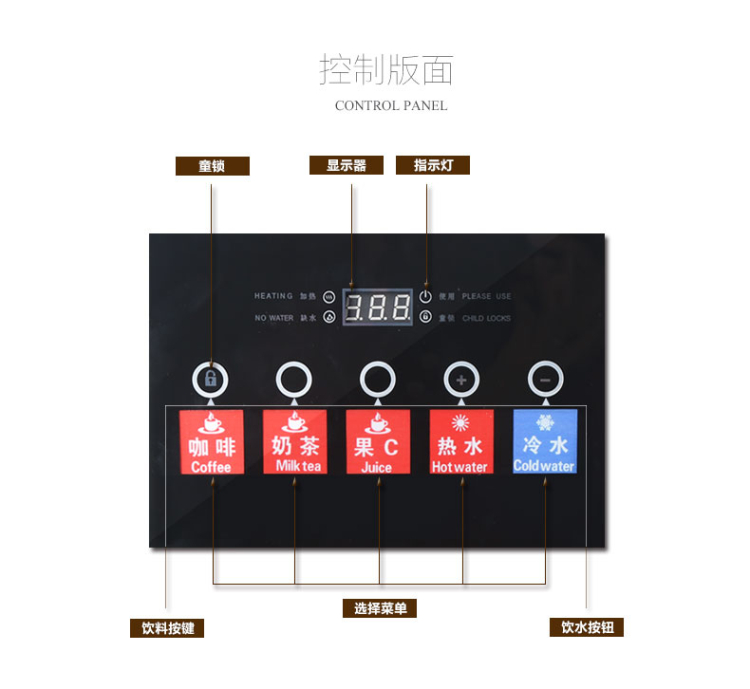 控制版面
CONTROL PANEL
童锁
显示器
指示灯
HEATING 加热
使用 PLEASE USE
NO WATER 缺水
童锁 CHILD LOCKS
3.8.8.
咖啡
Coffee
奶茶
Milk tea
果 C
Juice
热水
Hot water
冷水
Cold water
选择菜单
饮料按键
饮水按钮